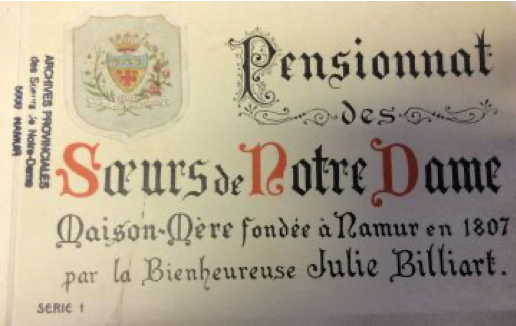 Pensionnat
des
Sœurs de Notre Dame
Maison-Mère fondée à Namur en 1807
par la Bienheureuse Julie Billiart.
SERIE 1
ARCHIVES PROVINCIALES
des Sœurs de Notre-Dame
5000 NAMUR